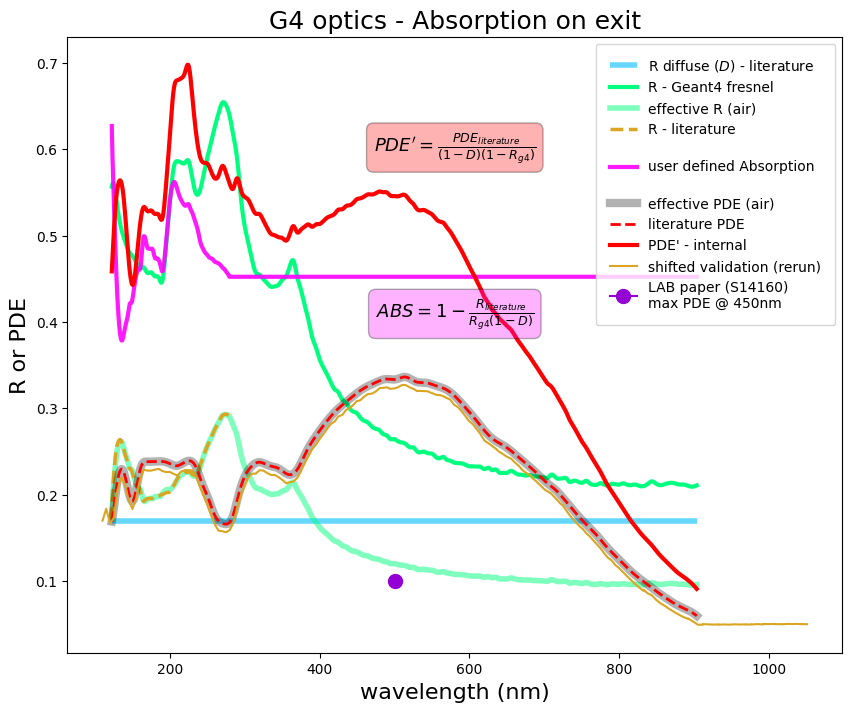 G4 optics - Absorption on exit
R or PDE
0.7
0.6
0.5
0.4
0.3
0.2
0.1
R diffuse (D) - literature
R - Geant4 fresnel
effective R (air)
R - literature
user defined Absorption
effective PDE (air)
literature PDE
PDE' - internal
shifted validation (rerun)
LAB paper (S14160)
max PDE @ 450nm
PDE' = PDE_literature / (1−D)(1−R_g4)
ABS = 1 − R_literature / R_g4(1−D)
200 400 600 800 1000
wavelength (nm)